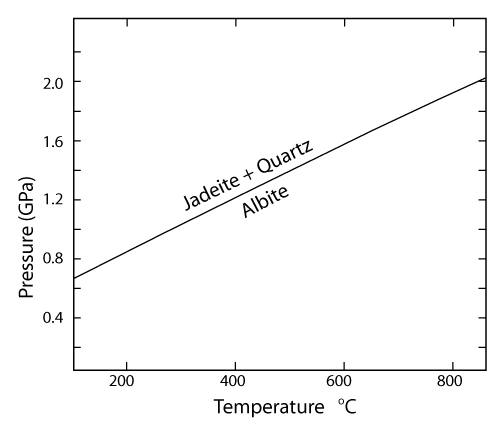 2.0
1.6
1.2
0.8
0.4
Pressure (GPa)
Jadeite + Quartz
Albite
200 400 600 800
Temperature °C